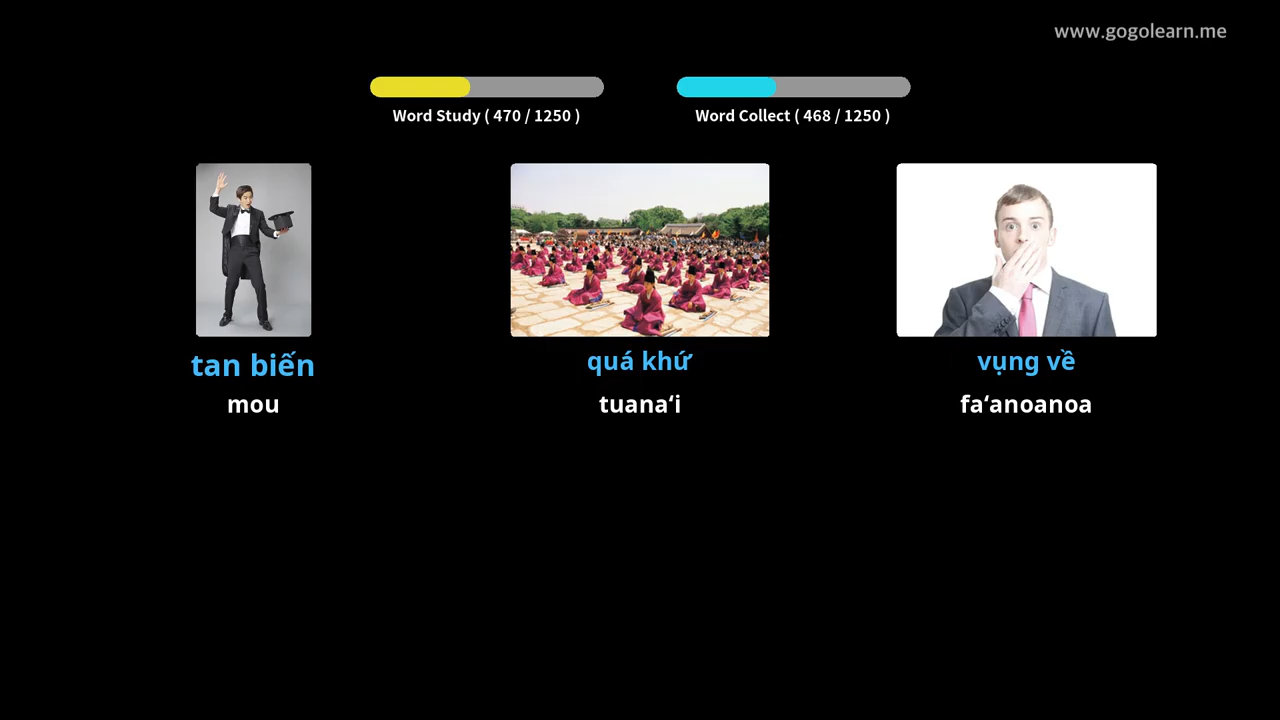 www.gogolearn.me
Word Study ( 470 / 1250 )
Word Collect ( 468 / 1250 )
tan biến
quá khứ
vụng về
mou
tuanaʻi
faʻanoanoa